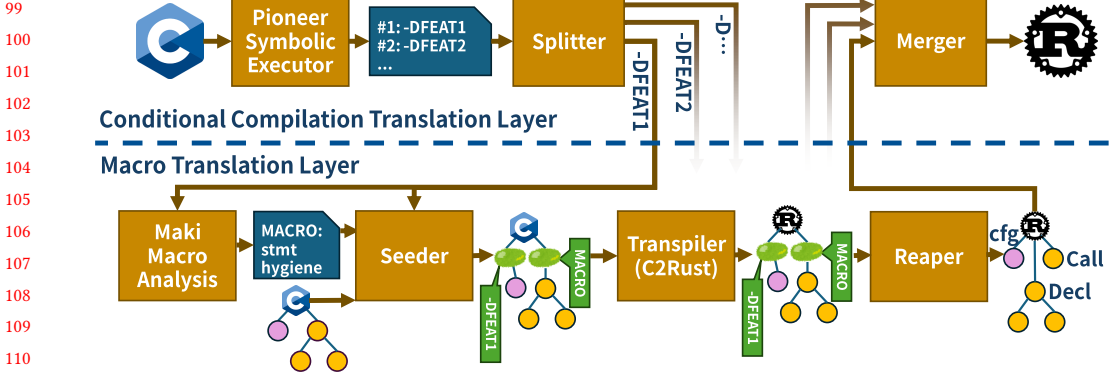 99
100
101
102
103
104
105
106
107
108
109
110
C
Pioneer
Symbolic
Executor
#1: -DFEAT1
#2: -DFEAT2
...
Splitter
-DFEAT1
-DFEAT2
-D...
Merger
R
Conditional Compilation Translation Layer
Macro Translation Layer
Maki
Macro
Analysis
MACRO:
stmt
hygiene
C
Seeder
C
-DFEAT1
MACRO
Transpiler
(C2Rust)
R
-DFEAT1
MACRO
Reaper
R
cfg
Call
Decl